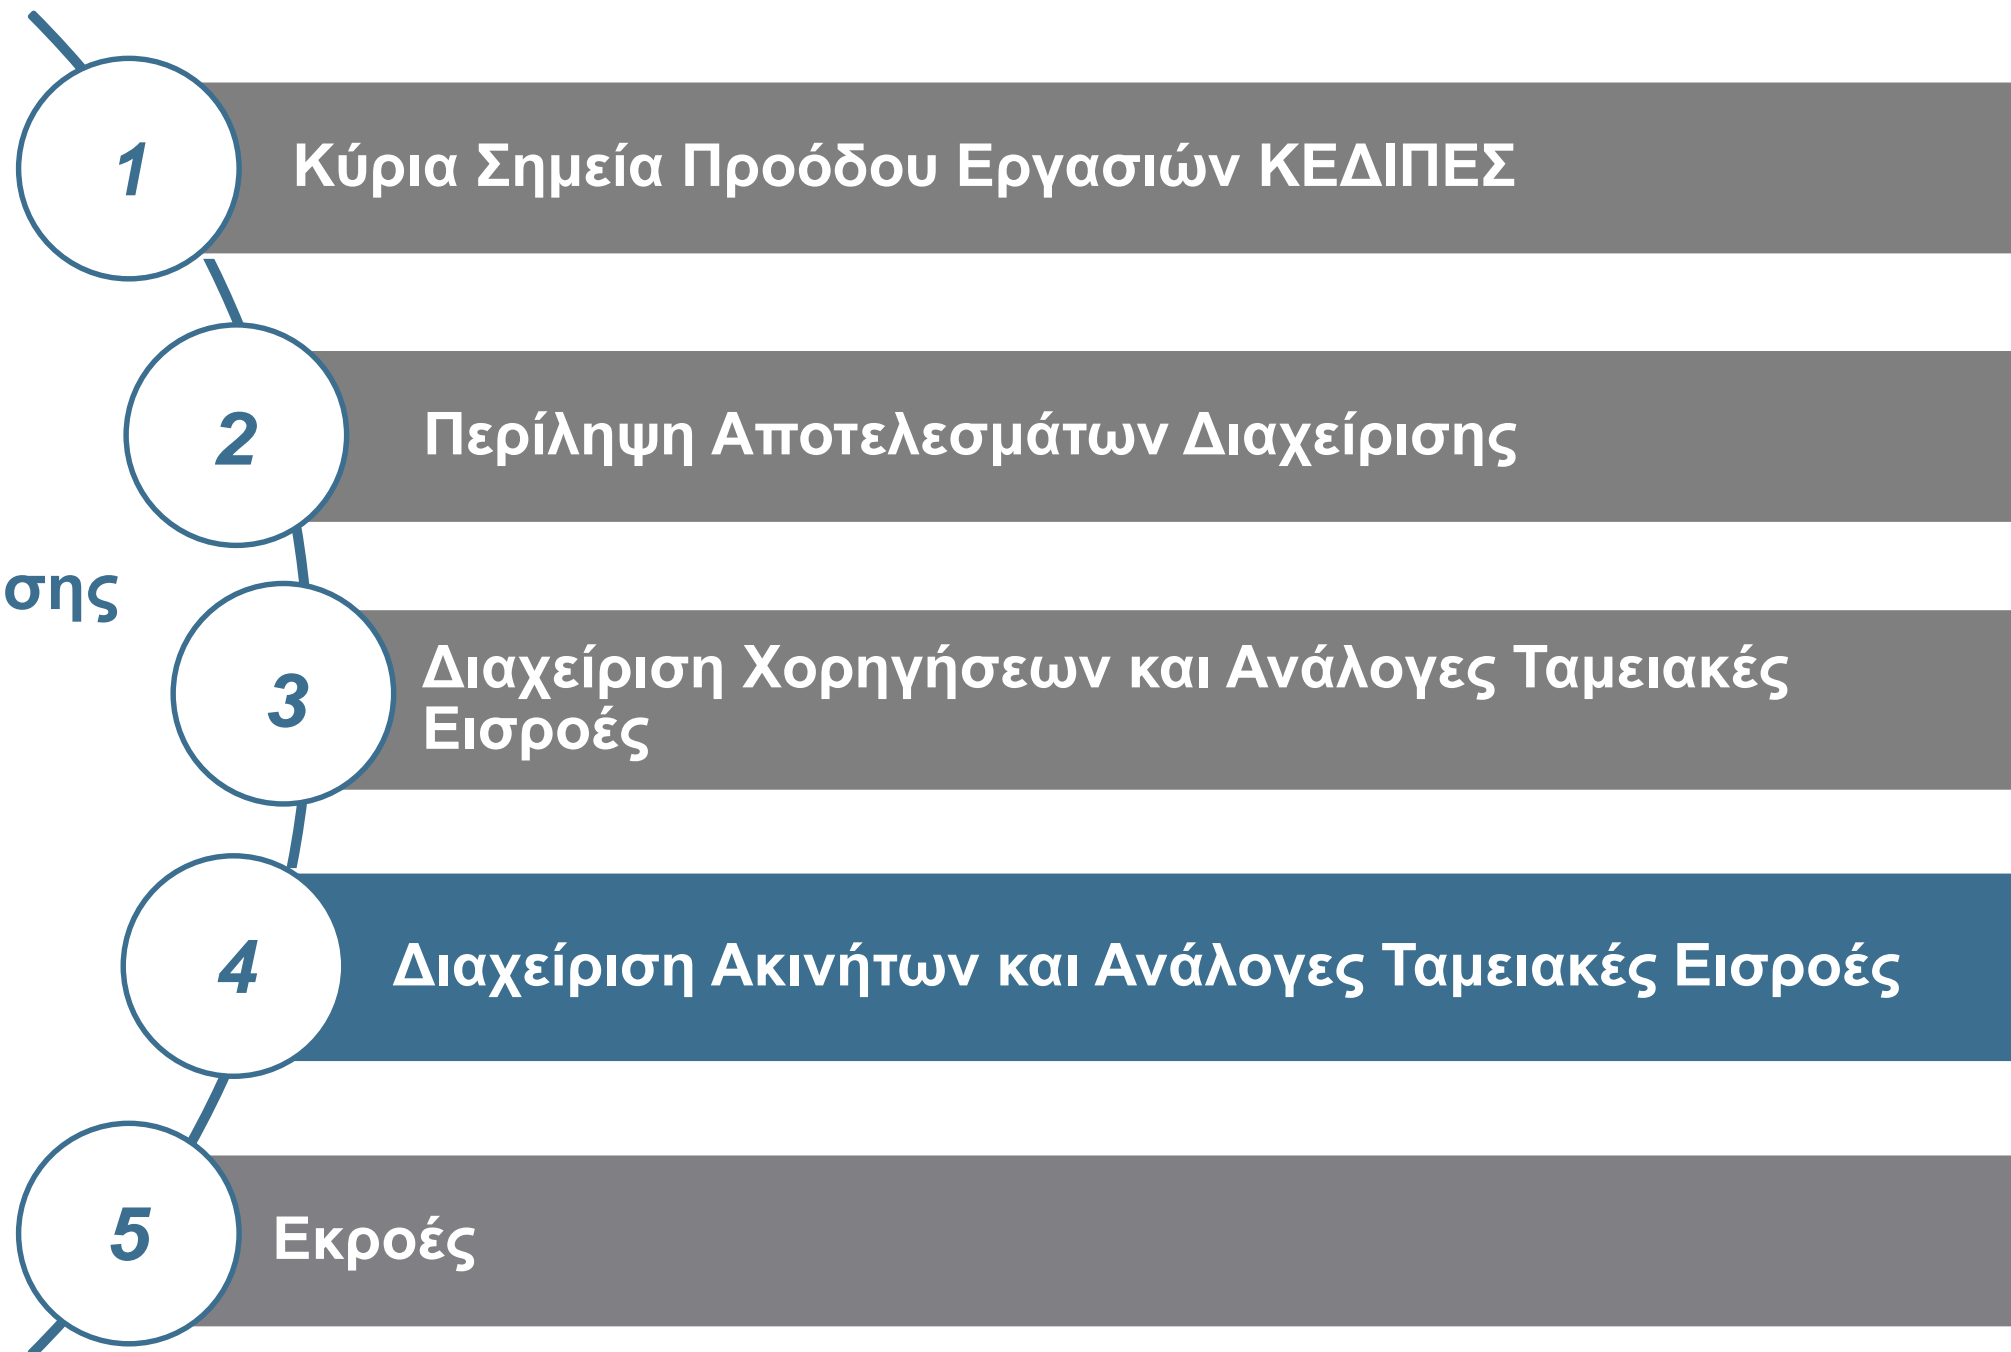 1
Κύρια Σημεία Προόδου Εργασιών ΚΕΔΙΠΕΣ
2
Περίληψη Αποτελεσμάτων Διαχείρισης
σης
3
Διαχείριση Χορηγήσεων και Ανάλογες Ταμειακές
Εισροές
4
Διαχείριση Ακινήτων και Ανάλογες Ταμειακές Εισροές
5
Εκροές